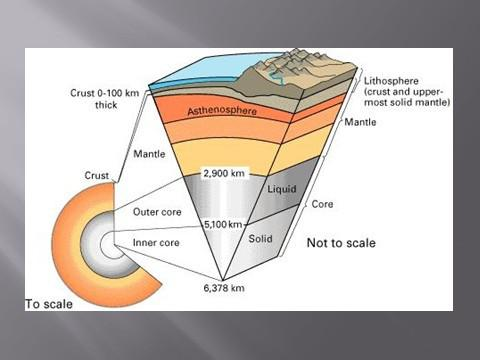 Crust 0-100 km
thick
Lithosphere
(crust and upper-
most solid mantle)
Asthenosphere
Mantle
Mantle
Crust
2,900 km
Liquid
Core
Outer core
5,100 km
Inner core
Solid
Not to scale
6,378 km
To scale